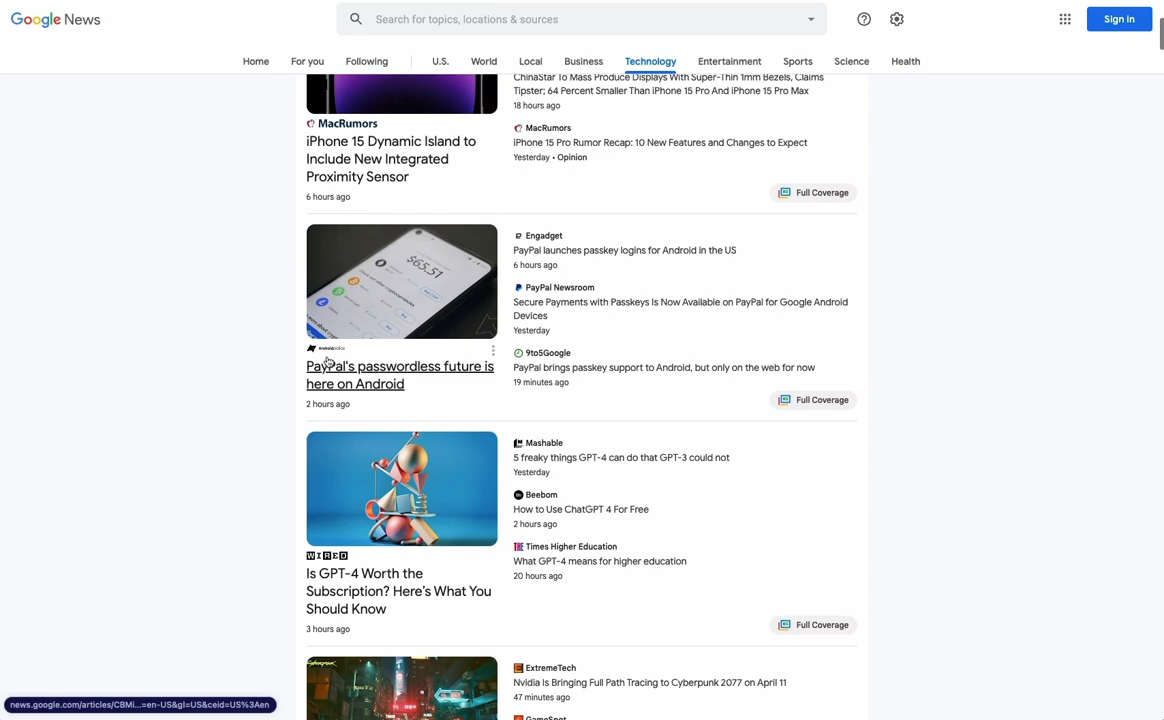 Google News
Search for topics, locations & sources
Sign in
Home
For you
Following
U.S.
World
Local
Business
Technology
Entertainment
Sports
Science
Health
MacRumors
iPhone 15 Dynamic Island to
Include New Integrated
Proximity Sensor
6 hours ago
ChinaStar To Mass Produce Displays With Super-Thin 1mm Bezels, Claims
Tipster; 64 Percent Smaller Than iPhone 15 Pro And iPhone 15 Pro Max
18 hours ago
MacRumors
iPhone 15 Pro Rumor Recap: 10 New Features and Changes to Expect
Yesterday • Opinion
Full Coverage
$65.51
PayPal's passwordless future is
here on Android
2 hours ago
Engadget
PayPal launches passkey logins for Android in the US
6 hours ago
PayPal Newsroom
Secure Payments with Passkeys Is Now Available on PayPal for Google Android
Devices
Yesterday
9to5Google
PayPal brings passkey support to Android, but only on the web for now
19 minutes ago
Full Coverage
WIRED
Is GPT-4 Worth the
Subscription? Here's What You
Should Know
3 hours ago
Mashable
5 freaky things GPT-4 can do that GPT-3 could not
Yesterday
Beebom
How to Use ChatGPT 4 For Free
2 hours ago
Times Higher Education
What GPT-4 means for higher education
20 hours ago
Full Coverage
ExtremeTech
Nvidia Is Bringing Full Path Tracing to Cyberpunk 2077 on April 11
47 minutes ago
GameSpot
news.google.com/articles/CBMi...=en-US&gl=US&ceid=US%3Aen